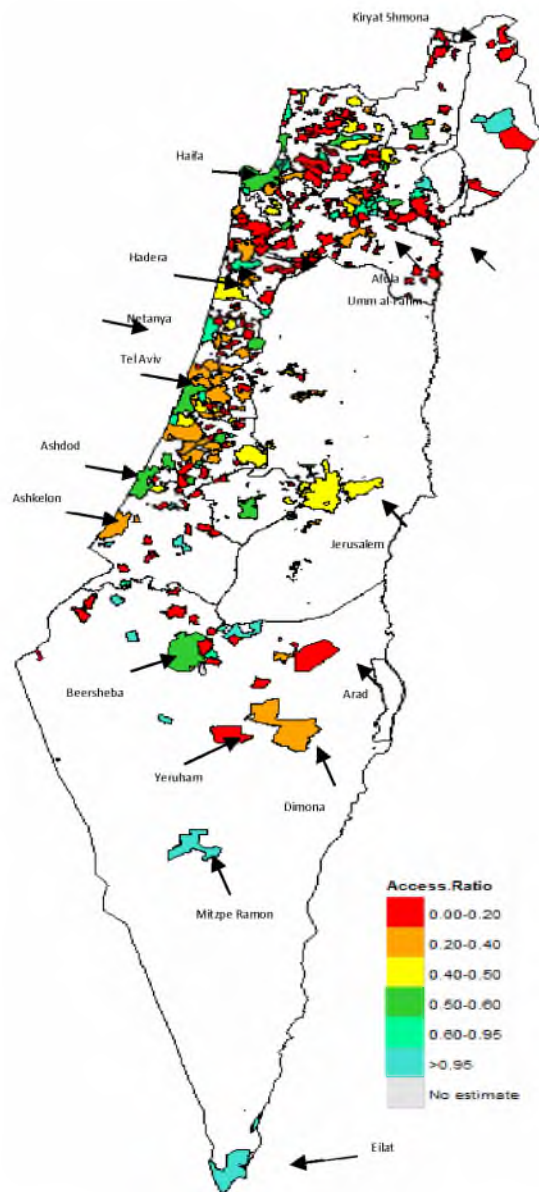 Kiryat Shmona
Haifa
Hadera
Afula
Umm al-Fahm
Netanya
Tel Aviv
Ashdod
Ashkelon
Jerusalem
Beersheba
Arad
Yeruham
Dimona
Mitzpe Ramon
Access.Ratio
0.00-0.20
0.20-0.40
0.40-0.50
0.50-0.60
0.60-0.95
>0.95
No estimate
Eilat